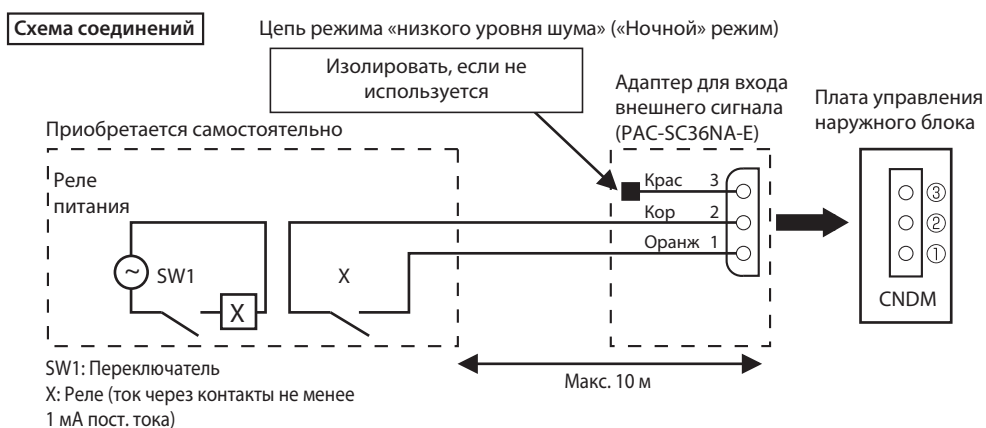 Схема соединений
Цепь режима «низкого уровня шума» («Ночной» режим)
Изолировать, если не
используется
Адаптер для входа
внешнего сигнала
(PAC-SC36NA-E)
Плата управления
наружного блока
Приобретается самостоятельно
Реле
питания
Крас 3
Кор 2
Оранж 1
③
②
①
CNDM
~
SW1
X
X
Макс. 10 м
SW1: Переключатель
X: Реле (ток через контакты не менее
1 мА пост. тока)